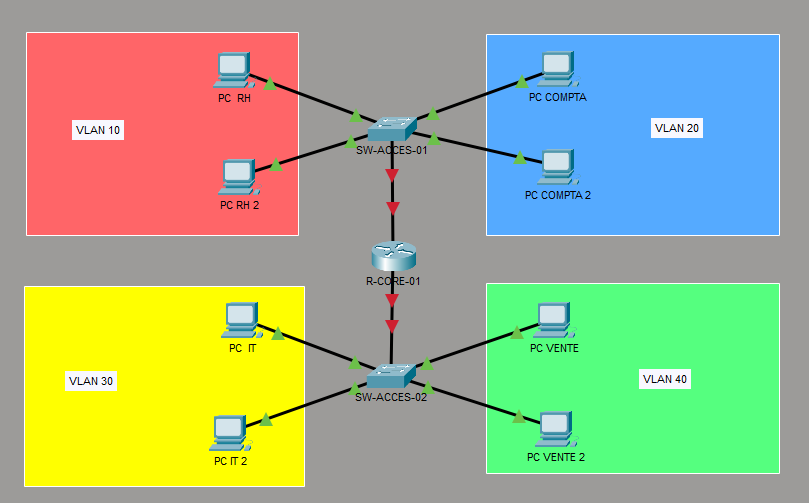 PC RH
PC COMPTA
VLAN 10
VLAN 20
SW-ACCES-01
PC RH 2
PC COMPTA 2
R-CORE-01
PC IT
PC VENTE
VLAN 30
VLAN 40
SW-ACCES-02
PC IT 2
PC VENTE 2